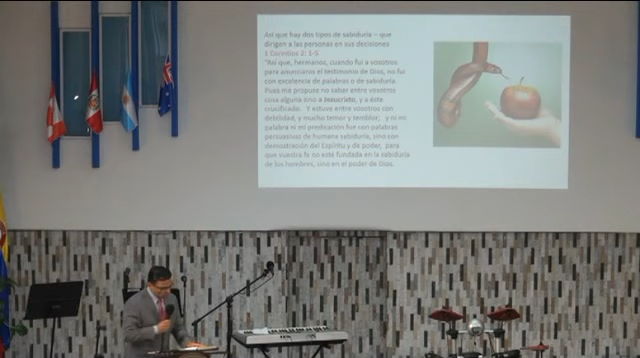 Así que hay dos tipos de sabiduría – que
dirigen a las personas en sus decisiones
1 Corintios 2: 1-5
"Así que, hermanos, cuando fui a vosotros
para anunciaros el testimonio de Dios, no fui
con excelencia de palabras o de sabiduría.
Pues me propuse no saber entre vosotros
cosa alguna sino a Jesucristo, y a éste
crucificado. Y estuve entre vosotros con
debilidad, y mucho temor y temblor; y ni mi
palabra ni mi predicación fue con palabras
persuasivas de humana sabiduría, sino con
demostración del Espíritu y de poder, para
que vuestra fe no esté fundada en la sabiduría
de los hombres, sino en el poder de Dios.